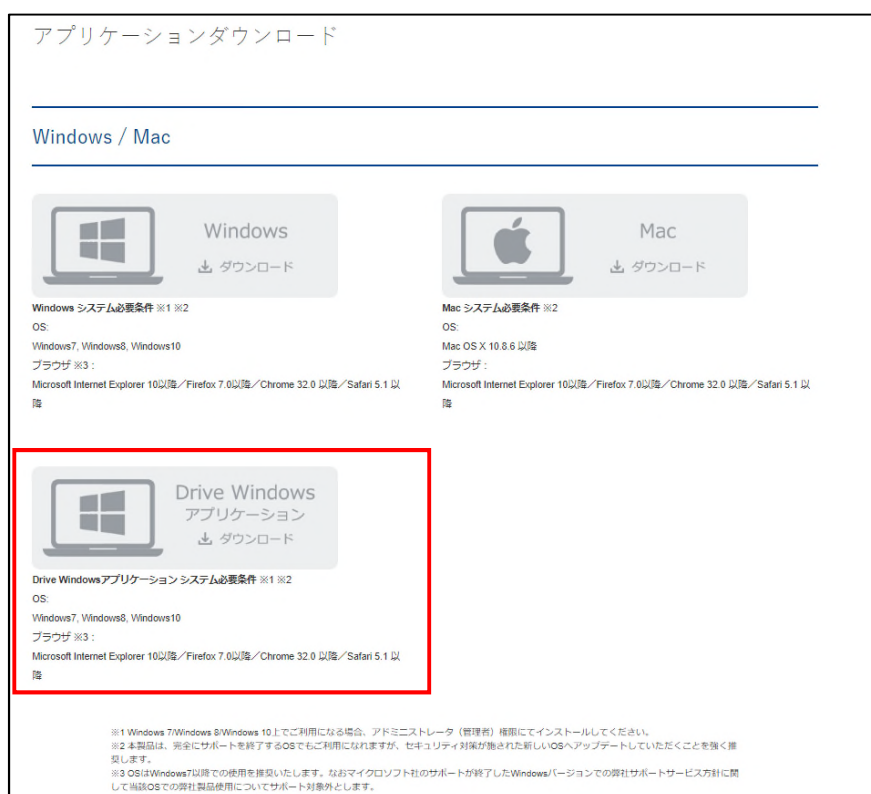 アプリケーションダウンロード
Windows / Mac
Windows
ダウンロード
Mac
ダウンロード
Windows システム必要条件 ※1 ※2
OS:
Windows7, Windows8, Windows10
ブラウザ ※3 :
Microsoft Internet Explorer 10以降／Firefox 7.0以降／Chrome 32.0 以降／Safari 5.1 以
降
Mac システム必要条件 ※2
OS:
Mac OS X 10.8.6 以降
ブラウザ :
Microsoft Internet Explorer 10以降／Firefox 7.0以降／Chrome 32.0 以降／Safari 5.1 以
降
Drive Windows
アプリケーション
ダウンロード
Drive Windowsアプリケーション システム必要条件 ※1 ※2
OS:
Windows7, Windows8, Windows10
ブラウザ ※3 :
Microsoft Internet Explorer 10以降／Firefox 7.0以降／Chrome 32.0 以降／Safari 5.1 以
降
※1 Windows 7/Windows 8/Windows 10上でご利用になる場合、アドミニストレータ（管理者）権限にてインストールしてください。
※2 本製品は、完全にサポートを終了するOSでもご利用になれますが、セキュリティ対策が施された新しいOSへアップデートしていただくことを強く推
奨します。
※3 OSはWindows7以降での使用を推奨いたします。なおマイクロソフト社のサポートが終了したWindowsバージョンでの弊社サポートサービス方針に関
して当該OSでの弊社製品使用についてサポート対象外とします。